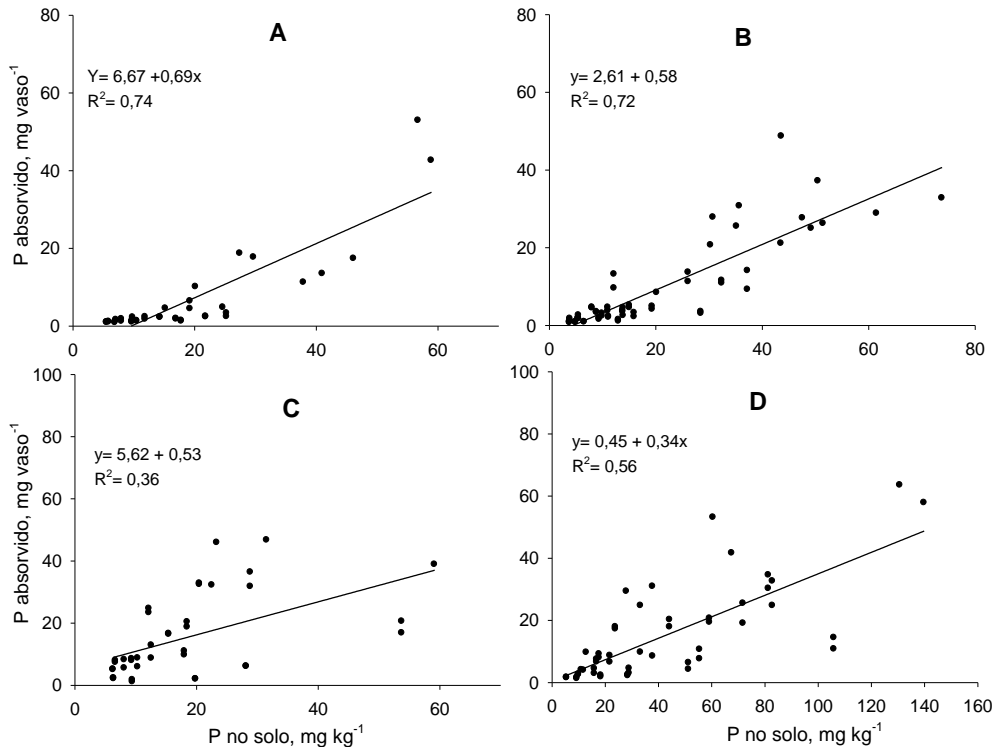 A
Y= 6,67 +0,69x
R²= 0,74
P absorvido, mg vaso⁻¹
80
60
40
20
0
0 20 40 60
B
y= 2,61 + 0,58
R²= 0,72
80
60
40
20
0
0 20 40 60 80
C
y= 5,62 + 0,53
R²= 0,36
P absorvido, mg vaso⁻¹
100
80
60
40
20
0
0 20 40 60
P no solo, mg kg⁻¹
D
y= 0,45 + 0,34x
R²= 0,56
100
80
60
40
20
0
0 20 40 60 80 100 120 140 160
P no solo, mg kg⁻¹